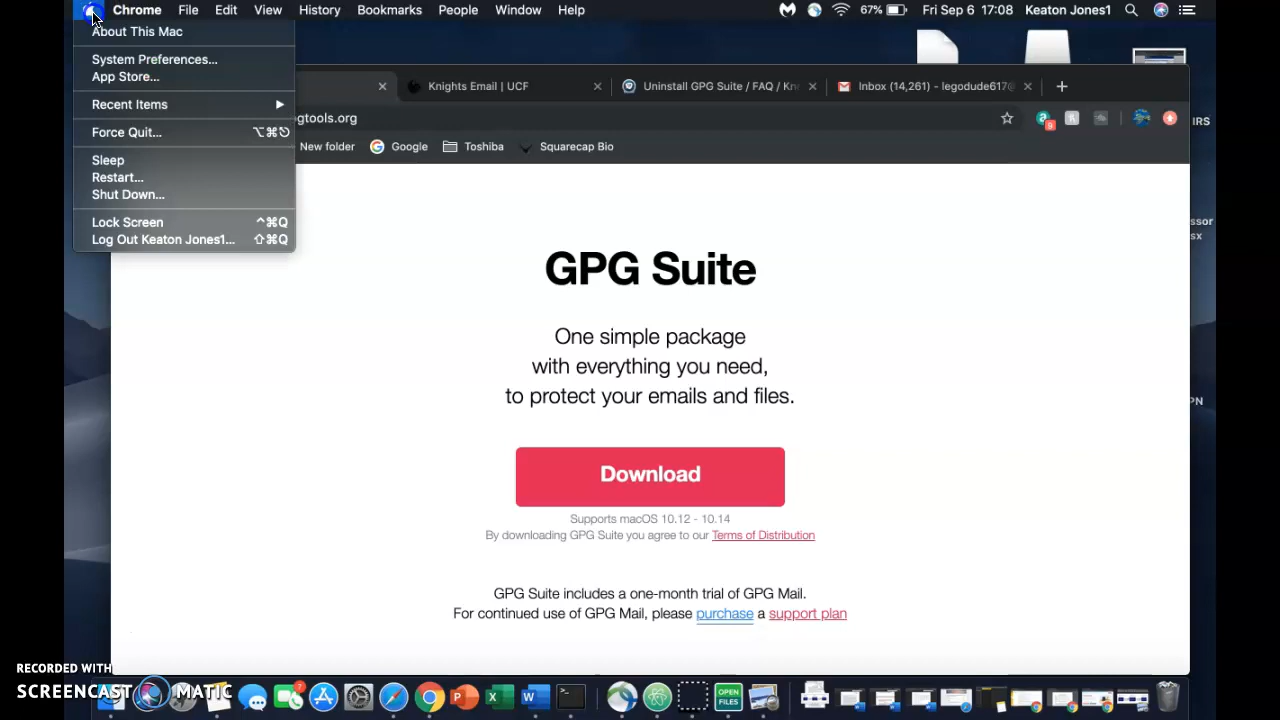 Chrome File Edit View History Bookmarks People Window Help 67% Fri Sep 6 17:08 Keaton Jones1
About This Mac
System Preferences...
App Store...
Recent Items
Force Quit... ⌥⌘⎋
Sleep
Restart...
Shut Down...
Lock Screen ^⌘Q
Log Out Keaton Jones1... ⇧⌘Q
Knights Email | UCF
Uninstall GPG Suite / FAQ / Kn
Inbox (14,261) - legodude617@
gtools.org
New folder Google Toshiba Squarecap Bio
IRS
ssor
sx
PN
GPG Suite
One simple package
with everything you need,
to protect your emails and files.
Download
Supports macOS 10.12 - 10.14
By downloading GPG Suite you agree to our Terms of Distribution
GPG Suite includes a one-month trial of GPG Mail.
For continued use of GPG Mail, please purchase a support plan
RECORDED WITH
SCREENCAST MATIC
OPEN
FILES